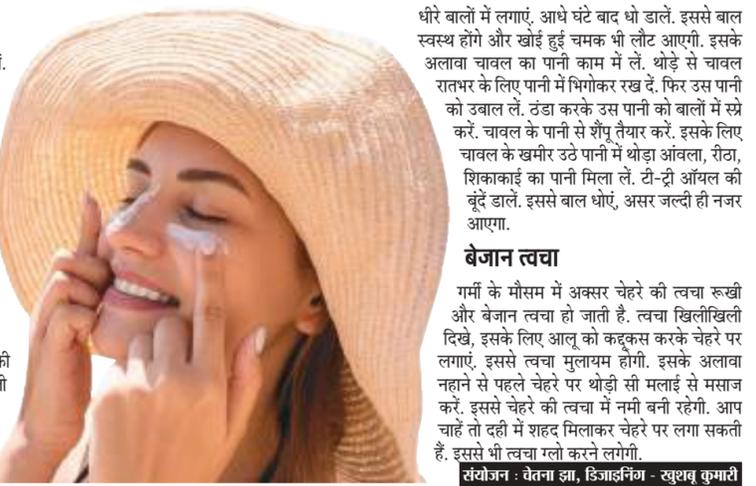 धीरे बालों में लगाएं. आधे घंटे बाद धो डालें. इससे बाल
स्वस्थ होंगे और खोई हुई चमक भी लौट आएगी. इसके
अलावा चावल का पानी काम में लें. थोड़े से चावल
रातभर के लिए पानी में भिगोकर रख दें. फिर उस पानी
को उबाल लें. ठंडा करके उस पानी को बालों में स्प्रे
करें. चावल के पानी से शैंपू तैयार करें. इसके लिए
चावल के खमीर उठे पानी में थोड़ा आंवला, रीठा,
शिकाकाई का पानी मिला लें. टी-ट्री ऑयल की
बूंदें डालें. इससे बाल धोएं, असर जल्दी ही नजर
आएगा.
बेजान त्वचा
गर्मी के मौसम में अक्सर चेहरे की त्वचा रूखी
और बेजान त्वचा हो जाती है. त्वचा खिलीखिली
दिखे, इसके लिए आलू को कद्दूकस करके चेहरे पर
लगाएं. इससे त्वचा मुलायम होगी. इसके अलावा
नहाने से पहले चेहरे पर थोड़ी सी मलाई से मसाज
करें. इससे चेहरे की त्वचा में नमी बनी रहेगी. आप
चाहें तो दही में शहद मिलाकर चेहरे पर लगा सकती
हैं. इससे भी त्वचा ग्लो करने लगेगी.
संयोजन : चेतना झा, डिजाइनिंग - खुशबू कुमारी